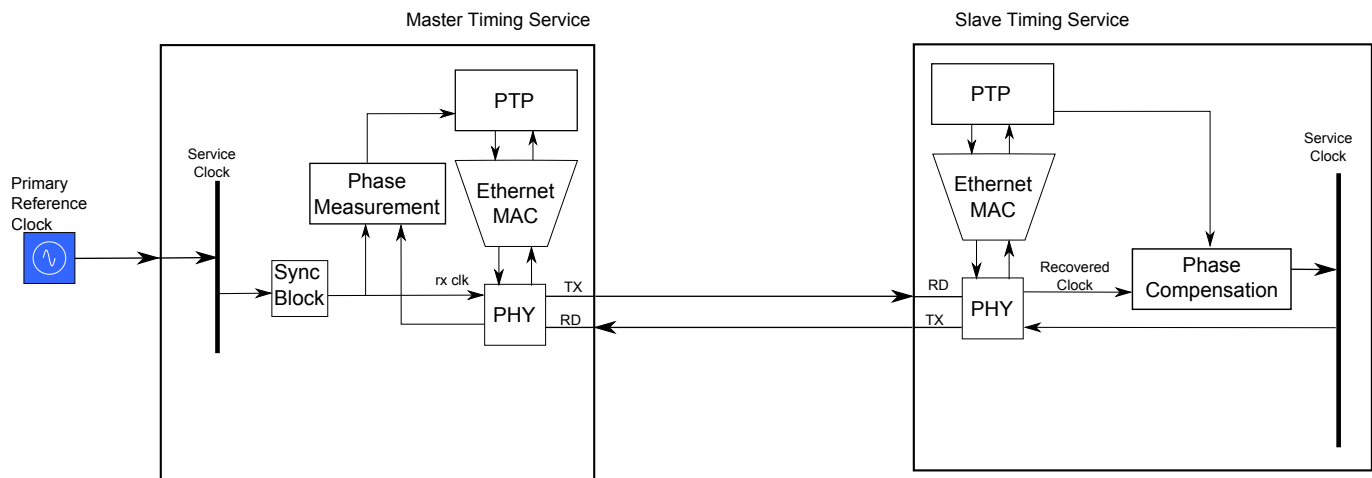 Master Timing Service
Slave Timing Service
PTP
Service
Clock
Phase
Measurement
Ethernet
MAC
Primary
Reference
Clock
Sync
Block
rx clk
PHY
TX
RD
PTP
Ethernet
MAC
Service
Clock
RD
TX
PHY
Recovered
Clock
Phase
Compensation